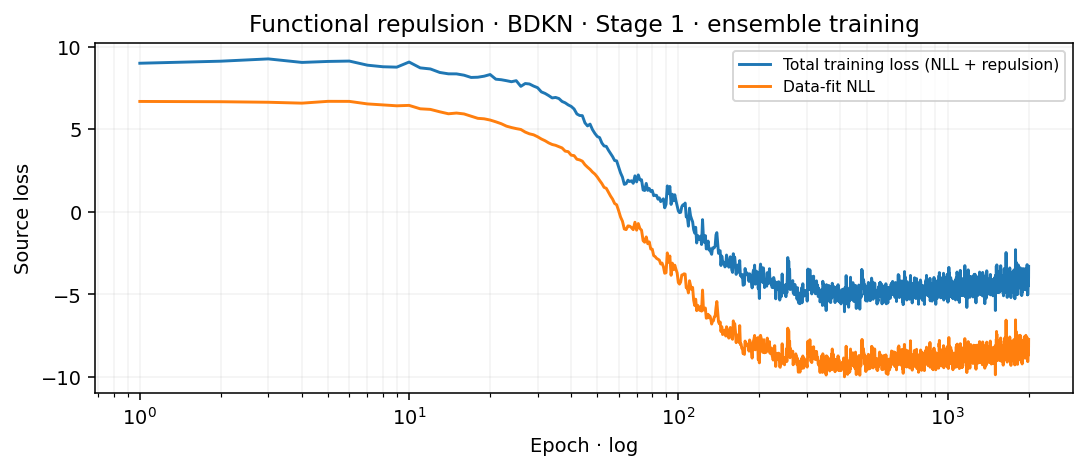 Functional repulsion · BDKN · Stage 1 · ensemble training
Total training loss (NLL + repulsion)
Data-fit NLL
Source loss
10
5
0
−5
−10
10⁰
10¹
10²
10³
Epoch · log